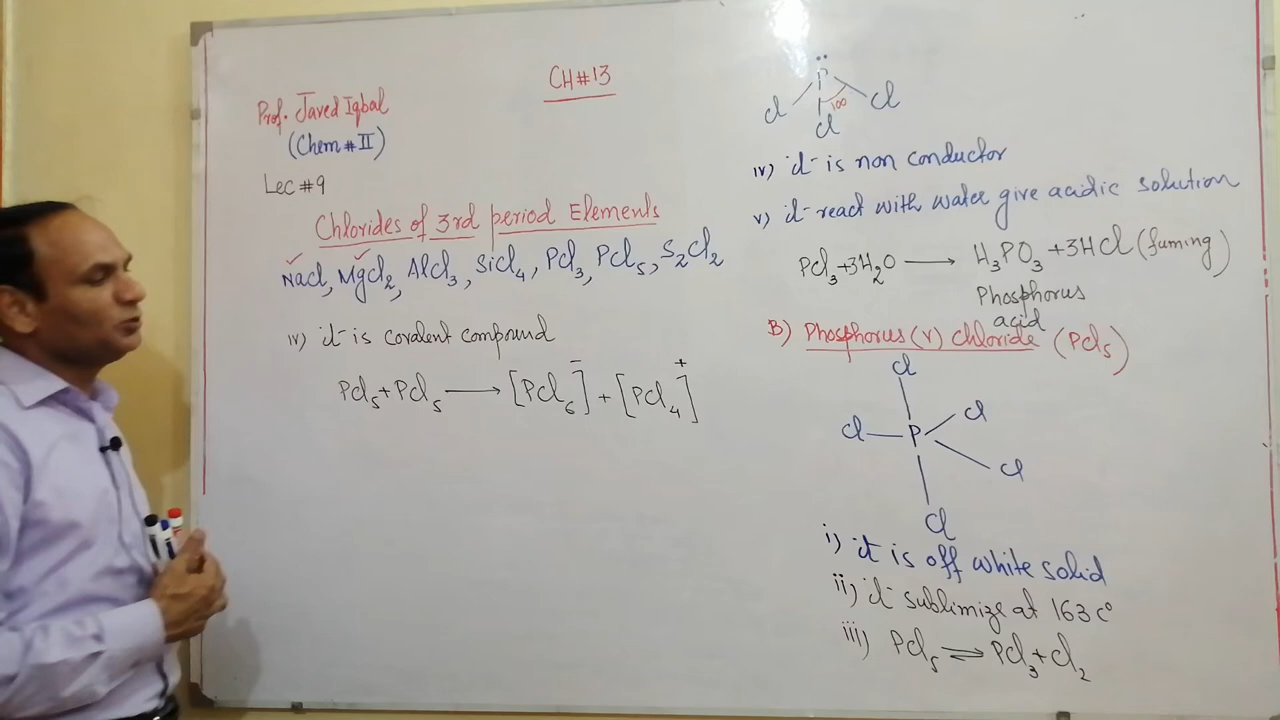 CH#13
Prof. Javed Iqbal
(Chem # II)
Lec #9
Chlorides of 3rd period Elements
NaCl, MgCl2, AlCl3, SiCl4, PCl3, PCl5, S2Cl2
iv) it is covalent compound
PCl5 + PCl5 → [PCl6]⁻ + [PCl4]⁺
P
Cl Cl
100
Cl
iv) it is non conductor
v) it react with water give acidic solution
PCl3 + 3H2O → H3PO3 + 3HCl (fuming)
Phosphorus
acid
B) Phosphorus (V) chloride (PCl5)
Cl
Cl
Cl — P
Cl
Cl
i) it is off white solid
ii) it sublimize at 163 c°
iii) PCl5 ⇌ PCl3 + Cl2